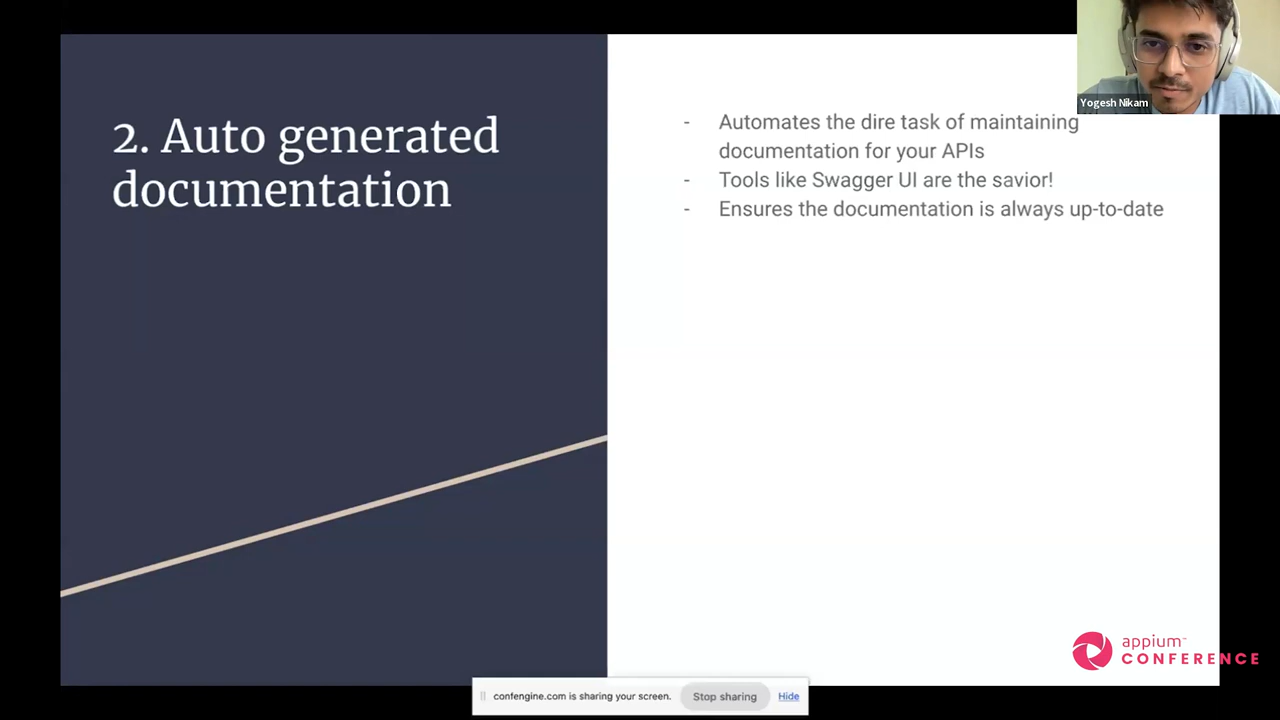 2. Auto generated
documentation
- Automates the dire task of maintaining
documentation for your APIs
- Tools like Swagger UI are the savior!
- Ensures the documentation is always up-to-date
Yogesh Nikam
appium™
CONFERENCE
confengine.com is sharing your screen. Stop sharing Hide